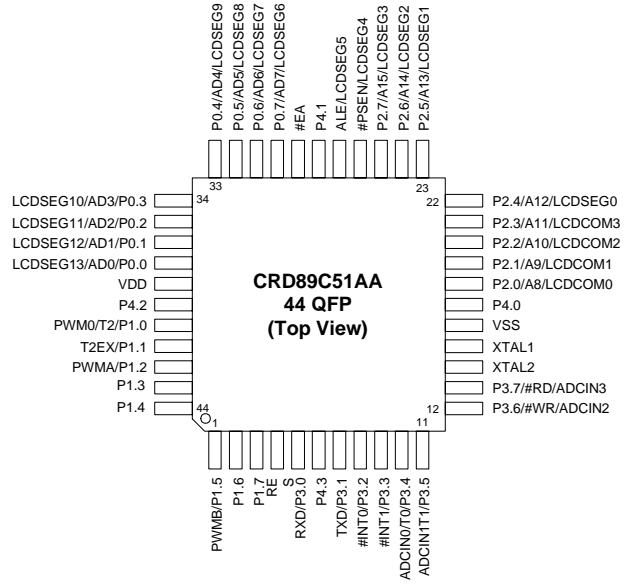 P0.4/AD4/LCDSEG9
P0.5/AD5/LCDSEG8
P0.6/AD6/LCDSEG7
P0.7/AD7/LCDSEG6
#EA
P4.1
ALE/LCDSEG5
#PSEN/LCDSEG4
P2.7/A15/LCDSEG3
P2.6/A14/LCDSEG2
P2.5/A13/LCDSEG1
33
23
34
22
LCDSEG10/AD3/P0.3
LCDSEG11/AD2/P0.2
LCDSEG12/AD1/P0.1
LCDSEG13/AD0/P0.0
VDD
P4.2
PWM0/T2/P1.0
T2EX/P1.1
PWMA/P1.2
P1.3
P1.4
CRD89C51AA
44 QFP
(Top View)
P2.4/A12/LCDSEG0
P2.3/A11/LCDCOM3
P2.2/A10/LCDCOM2
P2.1/A9/LCDCOM1
P2.0/A8/LCDCOM0
P4.0
VSS
XTAL1
XTAL2
P3.7/#RD/ADCIN3
P3.6/#WR/ADCIN2
44
12
1
11
PWMB/P1.5
P1.6
P1.7
RE
S
RXD/P3.0
P4.3
TXD/P3.1
#INT0/P3.2
#INT1/P3.3
ADCIN0/T0/P3.4
ADCIN1T1/P3.5